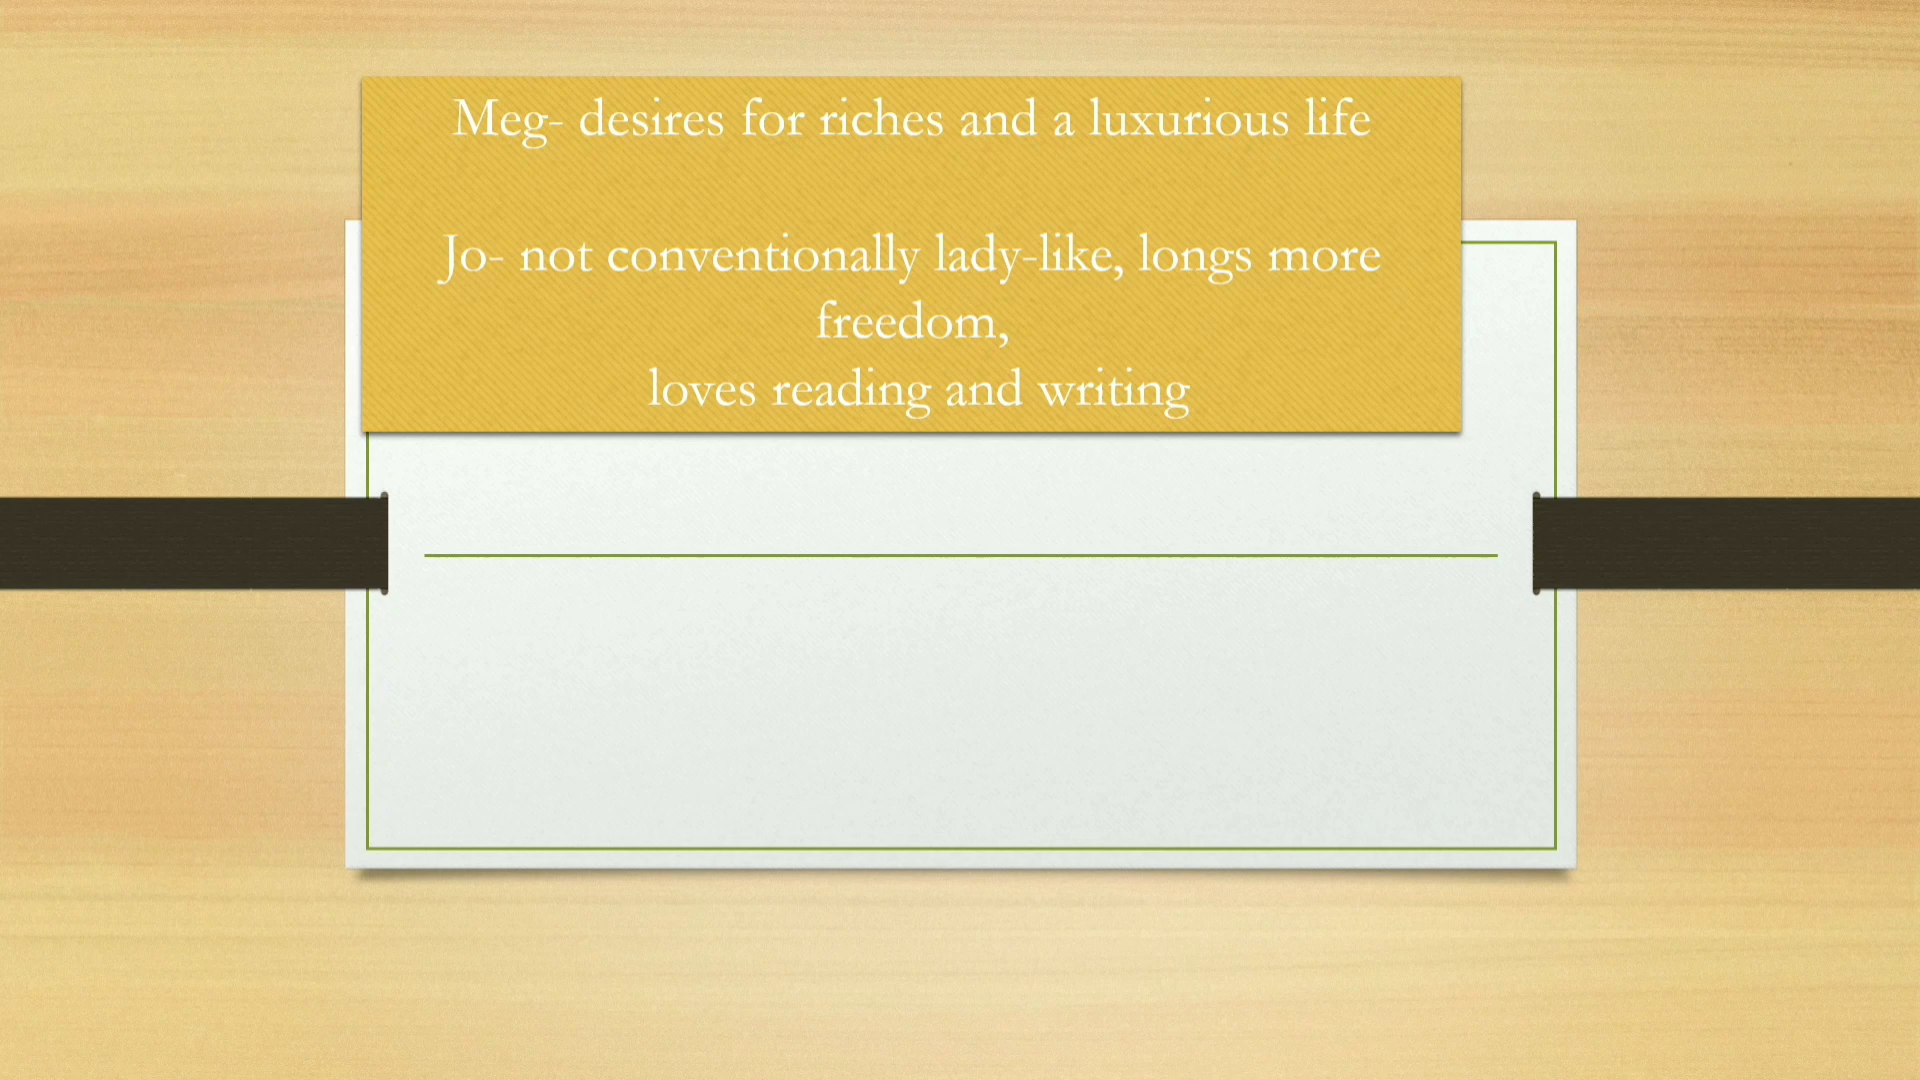 Meg- desires for riches and a luxurious life
Jo- not conventionally lady-like, longs more
freedom,
loves reading and writing